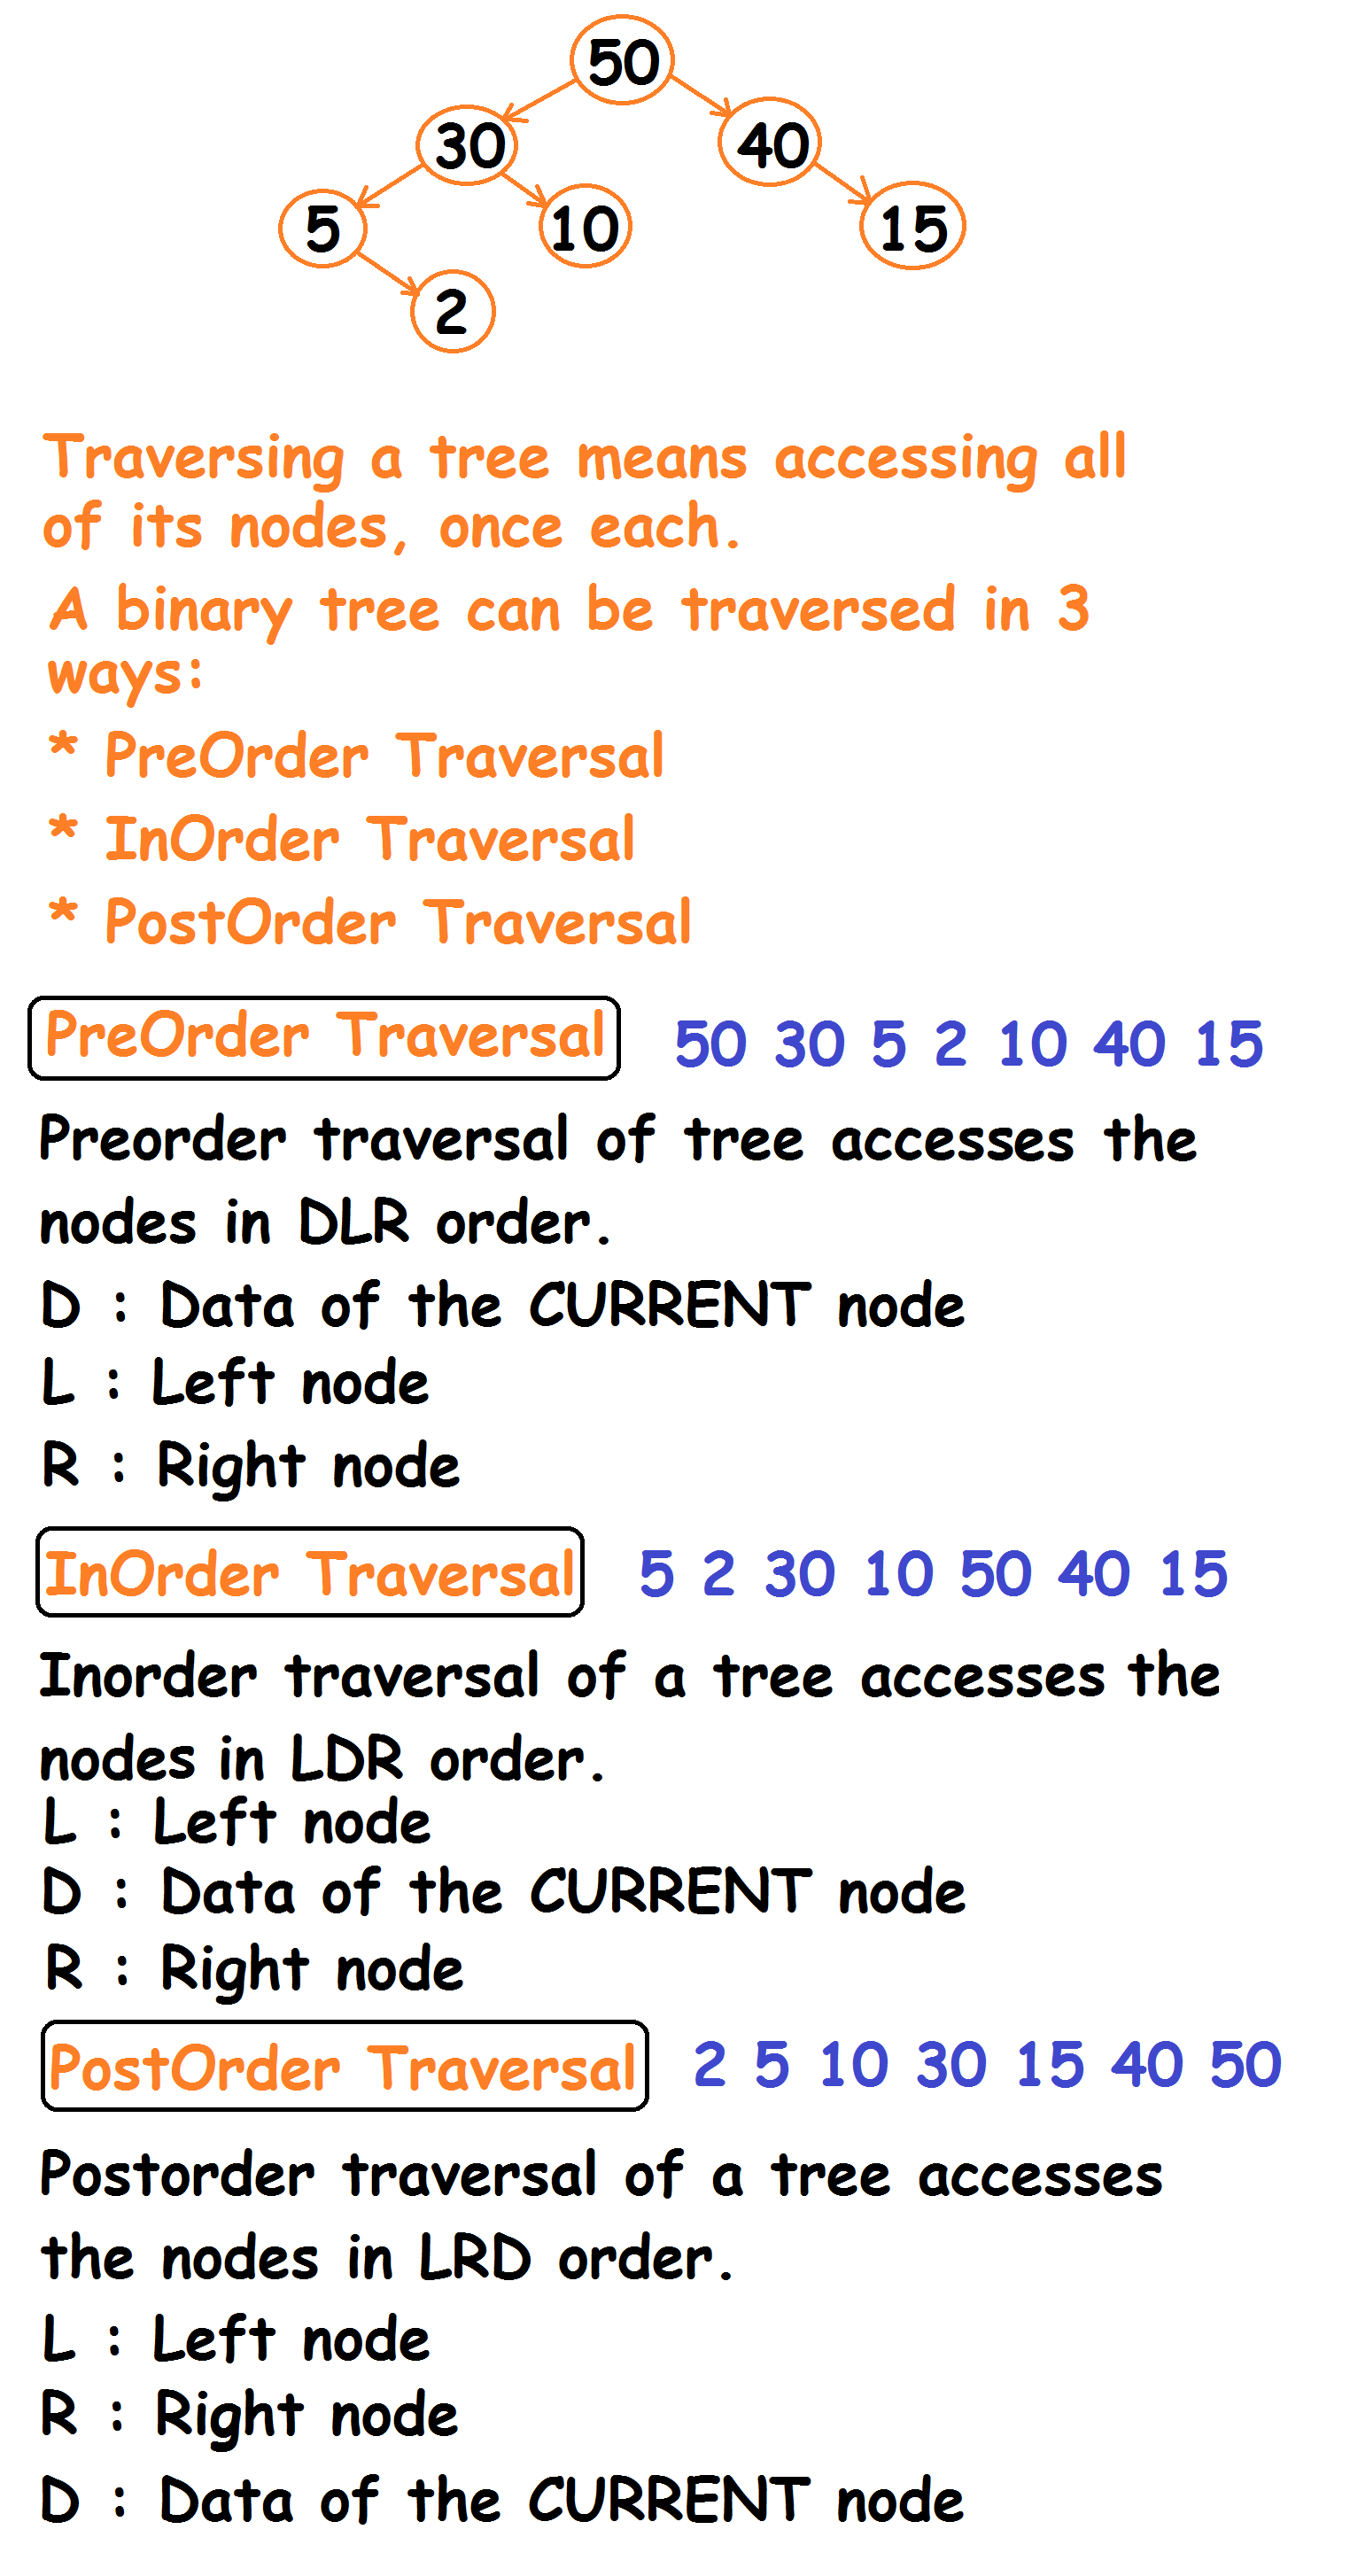 50
30 40
5 10 15
2
Traversing a tree means accessing all
of its nodes, once each.
A binary tree can be traversed in 3
ways:
* PreOrder Traversal
* InOrder Traversal
* PostOrder Traversal
PreOrder Traversal 50 30 5 2 10 40 15
Preorder traversal of tree accesses the
nodes in DLR order.
D : Data of the CURRENT node
L : Left node
R : Right node
InOrder Traversal 5 2 30 10 50 40 15
Inorder traversal of a tree accesses the
nodes in LDR order.
L : Left node
D : Data of the CURRENT node
R : Right node
PostOrder Traversal 2 5 10 30 15 40 50
Postorder traversal of a tree accesses
the nodes in LRD order.
L : Left node
R : Right node
D : Data of the CURRENT node